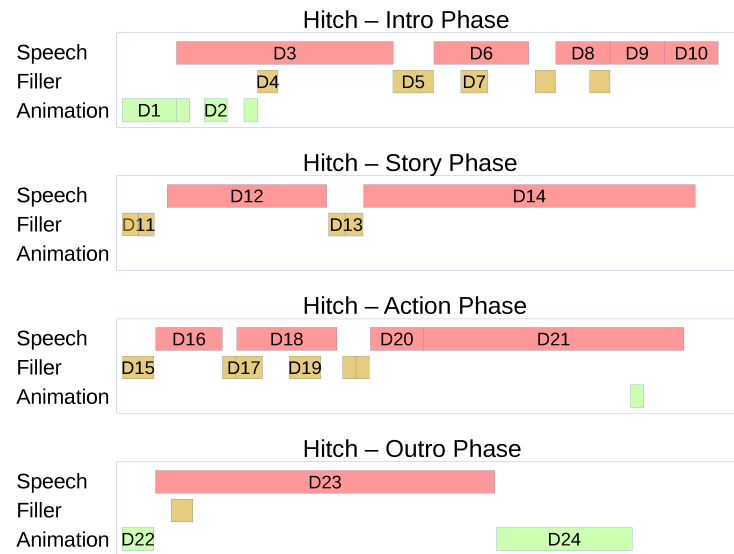 Hitch – Intro Phase
Speech D3 D6 D8 D9 D10
Filler D4 D5 D7
Animation D1 D2
Hitch – Story Phase
Speech D12 D14
Filler D11 D13
Animation
Hitch – Action Phase
Speech D16 D18 D20 D21
Filler D15 D17 D19
Animation
Hitch – Outro Phase
Speech D23
Filler
Animation D22 D24